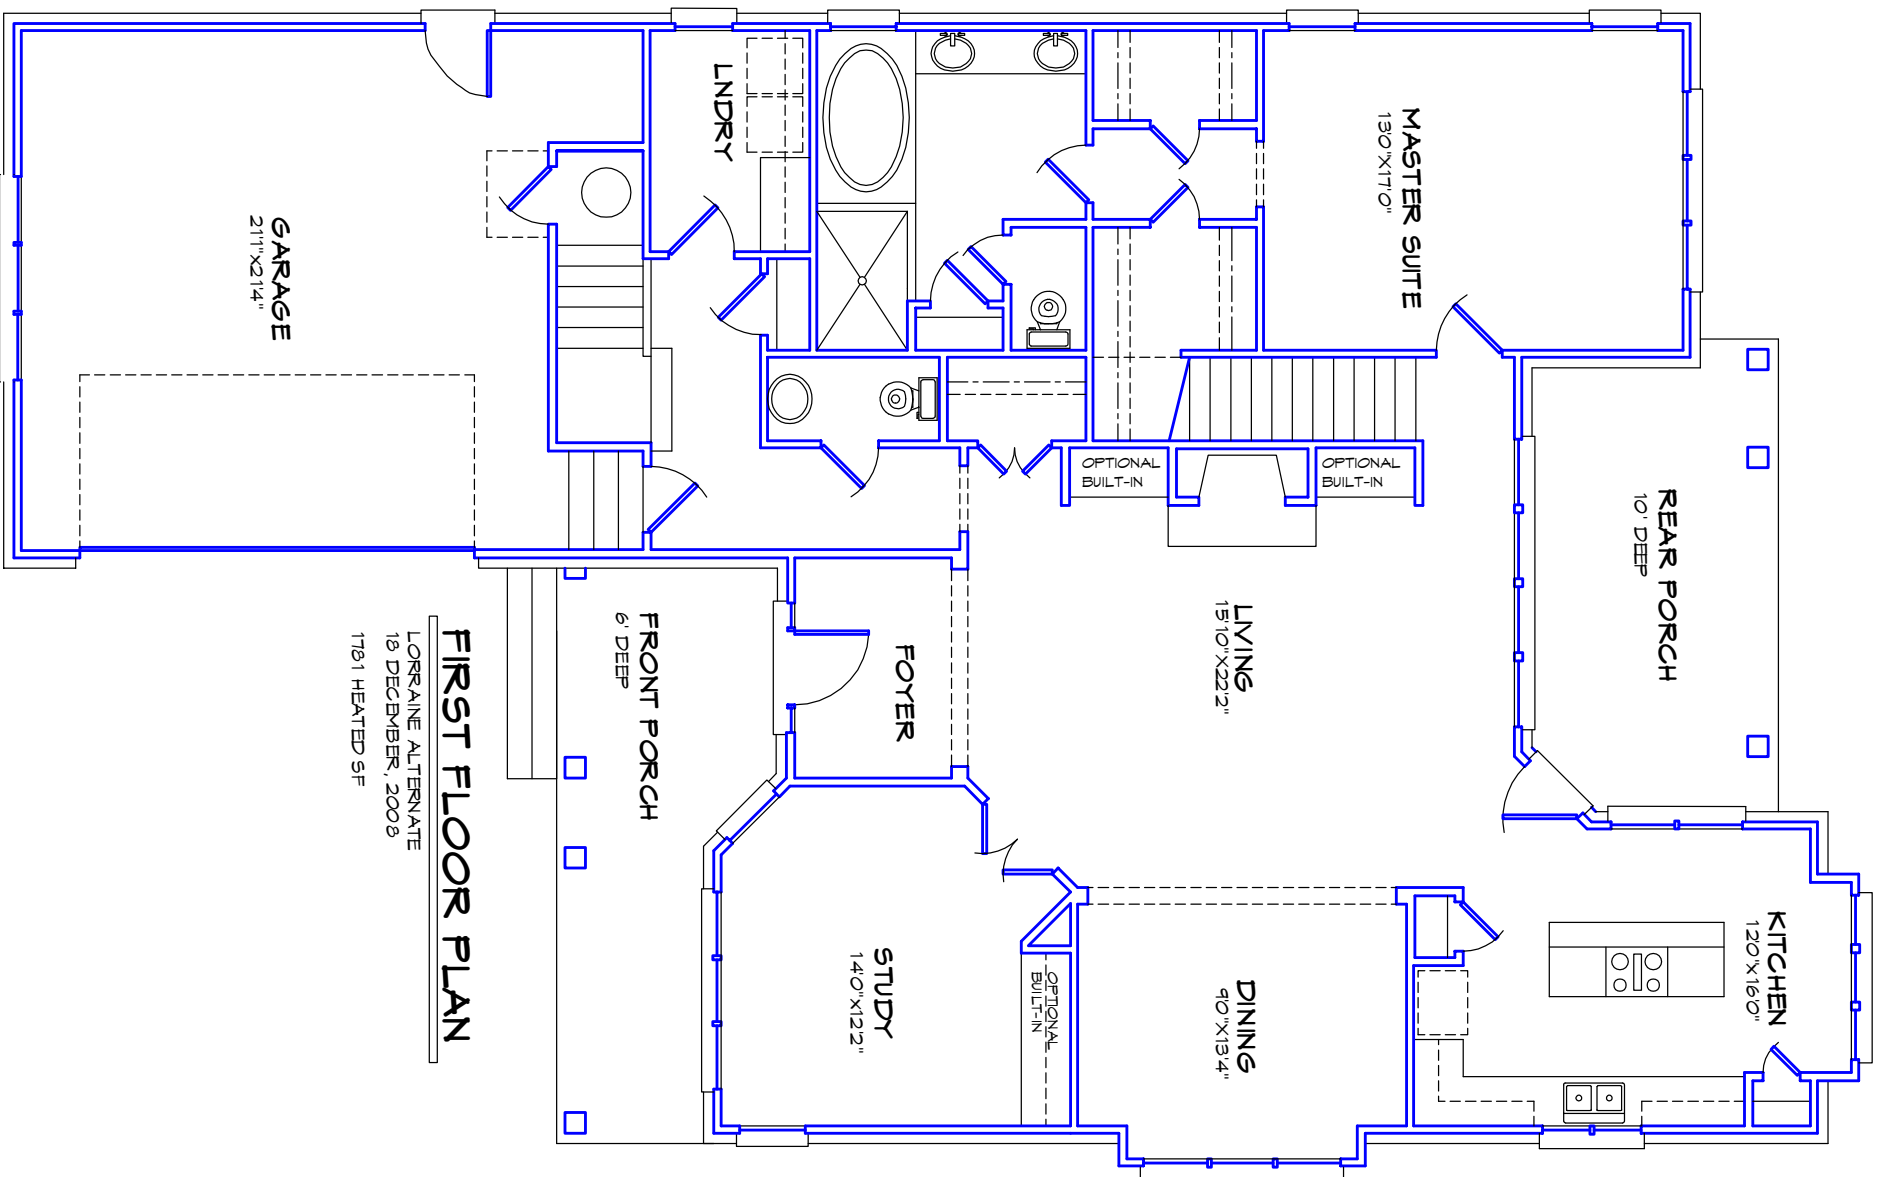 MASTER SUITE
13'0"X17'0"
REAR PORCH
10' DEEP
LNDRY
GARAGE
21'1"x21'4"
OPTIONAL
BUILT-IN
OPTIONAL
BUILT-IN
LIVING
15'10"X22'2"
KITCHEN
12'0"X16'0"
FOYER
FRONT PORCH
6' DEEP
DINING
9'0"X13'4"
STUDY
14'0"x12'2"
OPTIONAL
BUILT-IN
FIRST FLOOR PLAN
LORRAINE ALTERNATE
18 DECEMBER, 2008
1781 HEATED SF